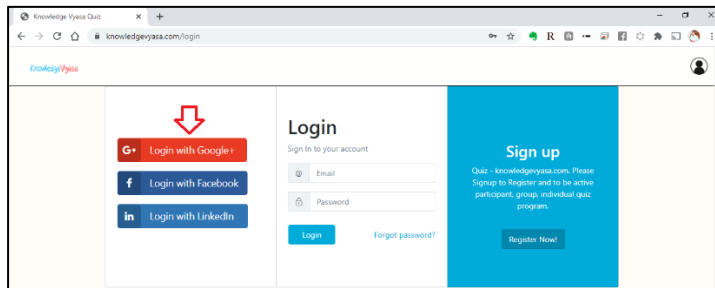 Knowledge Vyasa Quiz
knowledgevyasa.com/login
KnowledgeVyasa
G+ Login with Google+
f Login with Facebook
in Login with LinkedIn
Login
Sign In to your account
Email
Password
Login Forgot password?
Sign up
Quiz - knowledgevyasa.com. Please
Signup to Register and to be active
participant, group, individual quiz
program.
Register Now!